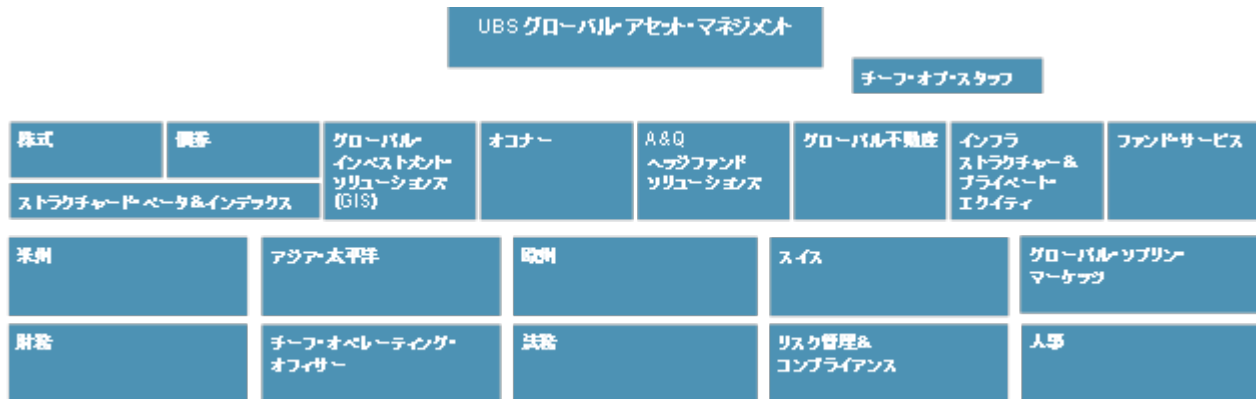 UBS グローバル・アセット・マネジメント
チーフ・オブ・スタッフ
株式
債券
ストラクチャード・ベータ&インデックス
グローバル・
インベストメント・
ソリューションズ
(GIS)
オコナー
A&Q
ヘッジファンド
ソリューションズ
グローバル不動産
インフラ
ストラクチャー&
プライベート・
エクイティ
ファンド・サービス
米州
アジア・太平洋
欧州
スイス
グローバル・ソブリン・
マーケッツ
財務
チーフ・オペレーティング・
オフィサー
法務
リスク管理&
コンプライアンス
人事